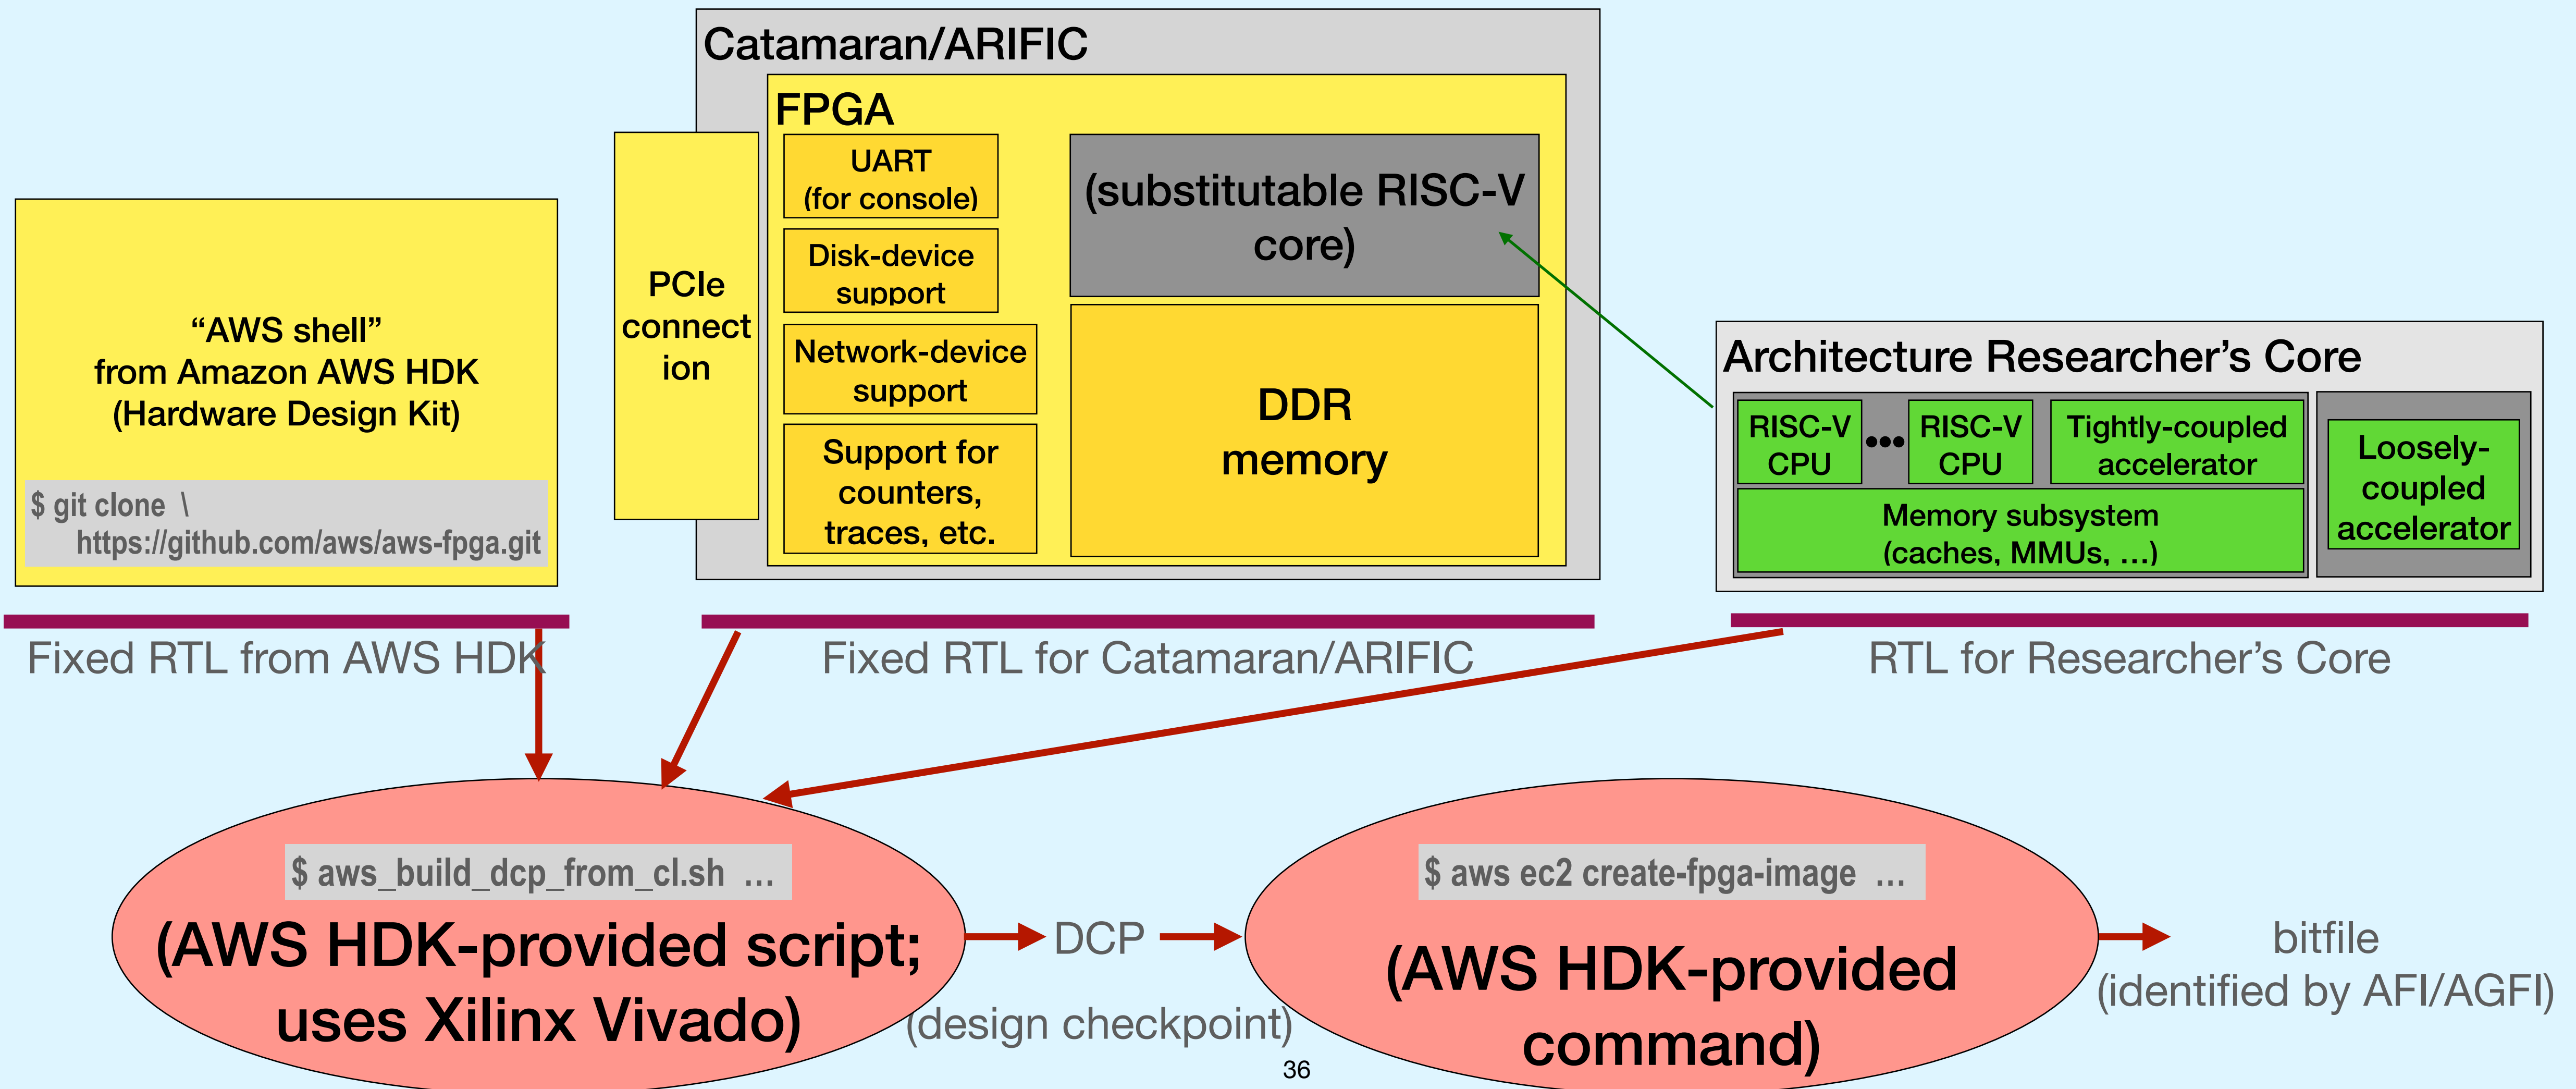 Catamaran/ARIFIC
FPGA
UART
(for console)
Disk-device
support
Network-device
support
Support for
counters,
traces, etc.
(substitutable RISC-V
core)
DDR
memory
PCIe
connect
ion
“AWS shell”
from Amazon AWS HDK
(Hardware Design Kit)
$ git clone \
https://github.com/aws/aws-fpga.git
Architecture Researcher’s Core
RISC-V
CPU
•••
RISC-V
CPU
Tightly-coupled
accelerator
Memory subsystem
(caches, MMUs, …)
Loosely-
coupled
accelerator
Fixed RTL from AWS HDK
Fixed RTL for Catamaran/ARIFIC
RTL for Researcher’s Core
$ aws_build_dcp_from_cl.sh …
(AWS HDK-provided script;
uses Xilinx Vivado)
DCP
(design checkpoint)
$ aws ec2 create-fpga-image …
(AWS HDK-provided
command)
bitfile
(identified by AFI/AGFI)
36